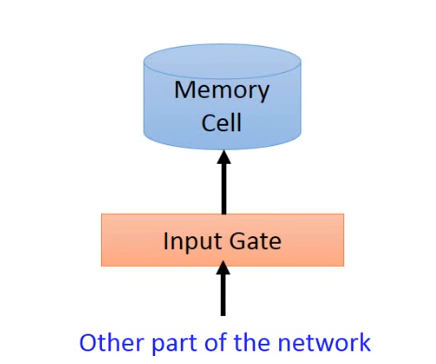 Memory
Cell
Input Gate
Other part of the network